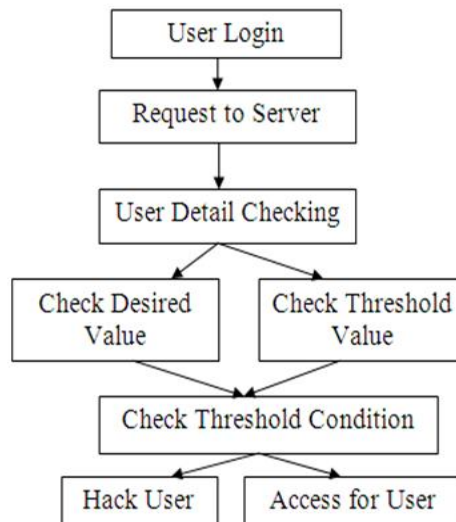 User Login
Request to Server
User Detail Checking
Check Desired
Value
Check Threshold
Value
Check Threshold Condition
Hack User
Access for User